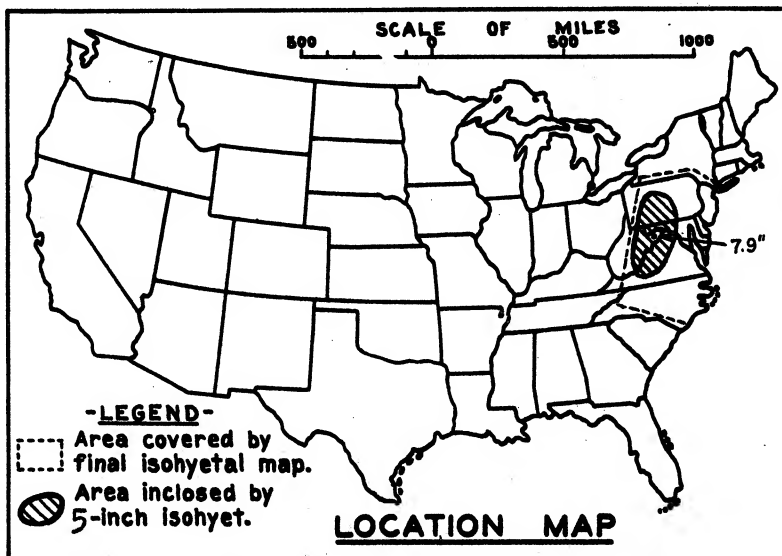 SCALE OF MILES
500 0 500 1000
7.9"
-LEGEND-
Area covered by
final isohyetal map.
Area inclosed by
5-inch isohyet.
LOCATION MAP